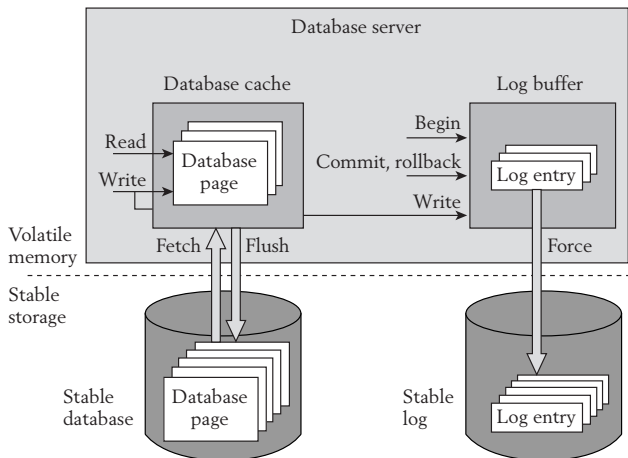 Database server
Database cache
Log buffer
Begin
Read
Database
page
Commit, rollback
Log entry
Write
Write
Volatile
memory
Fetch
Flush
Force
Stable
storage
Stable
database
Database
page
Stable
log
Log entry